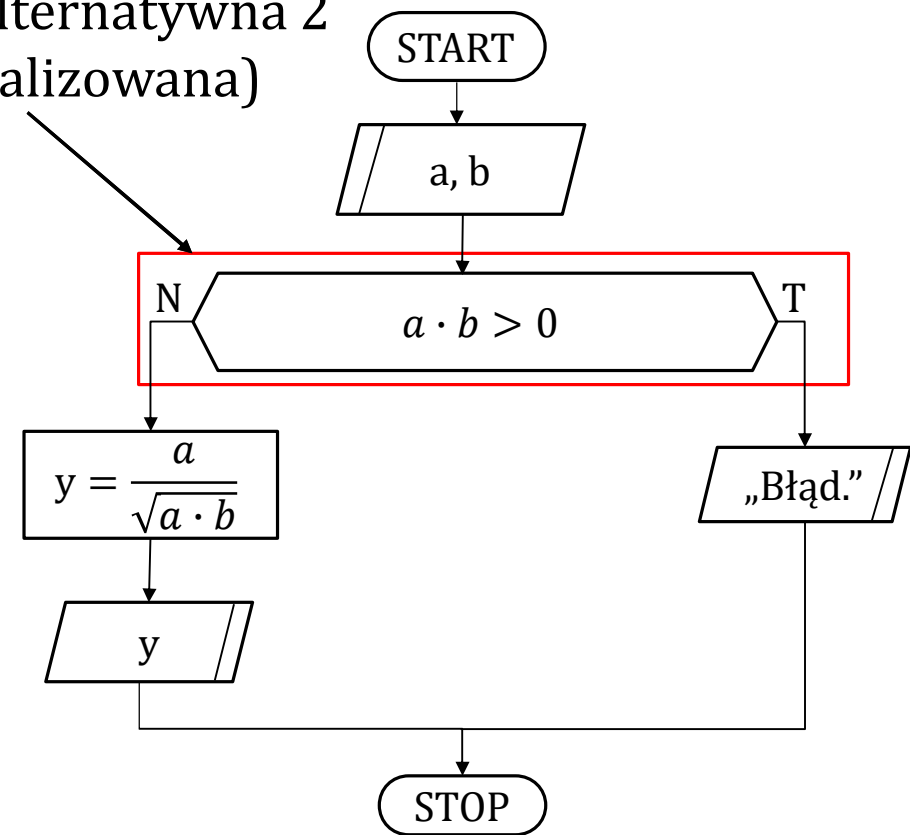 lternatywna 2
alizowana)
START
a, b
N
a · b > 0
T
y = a / √(a · b)
„Błąd.”
y
STOP